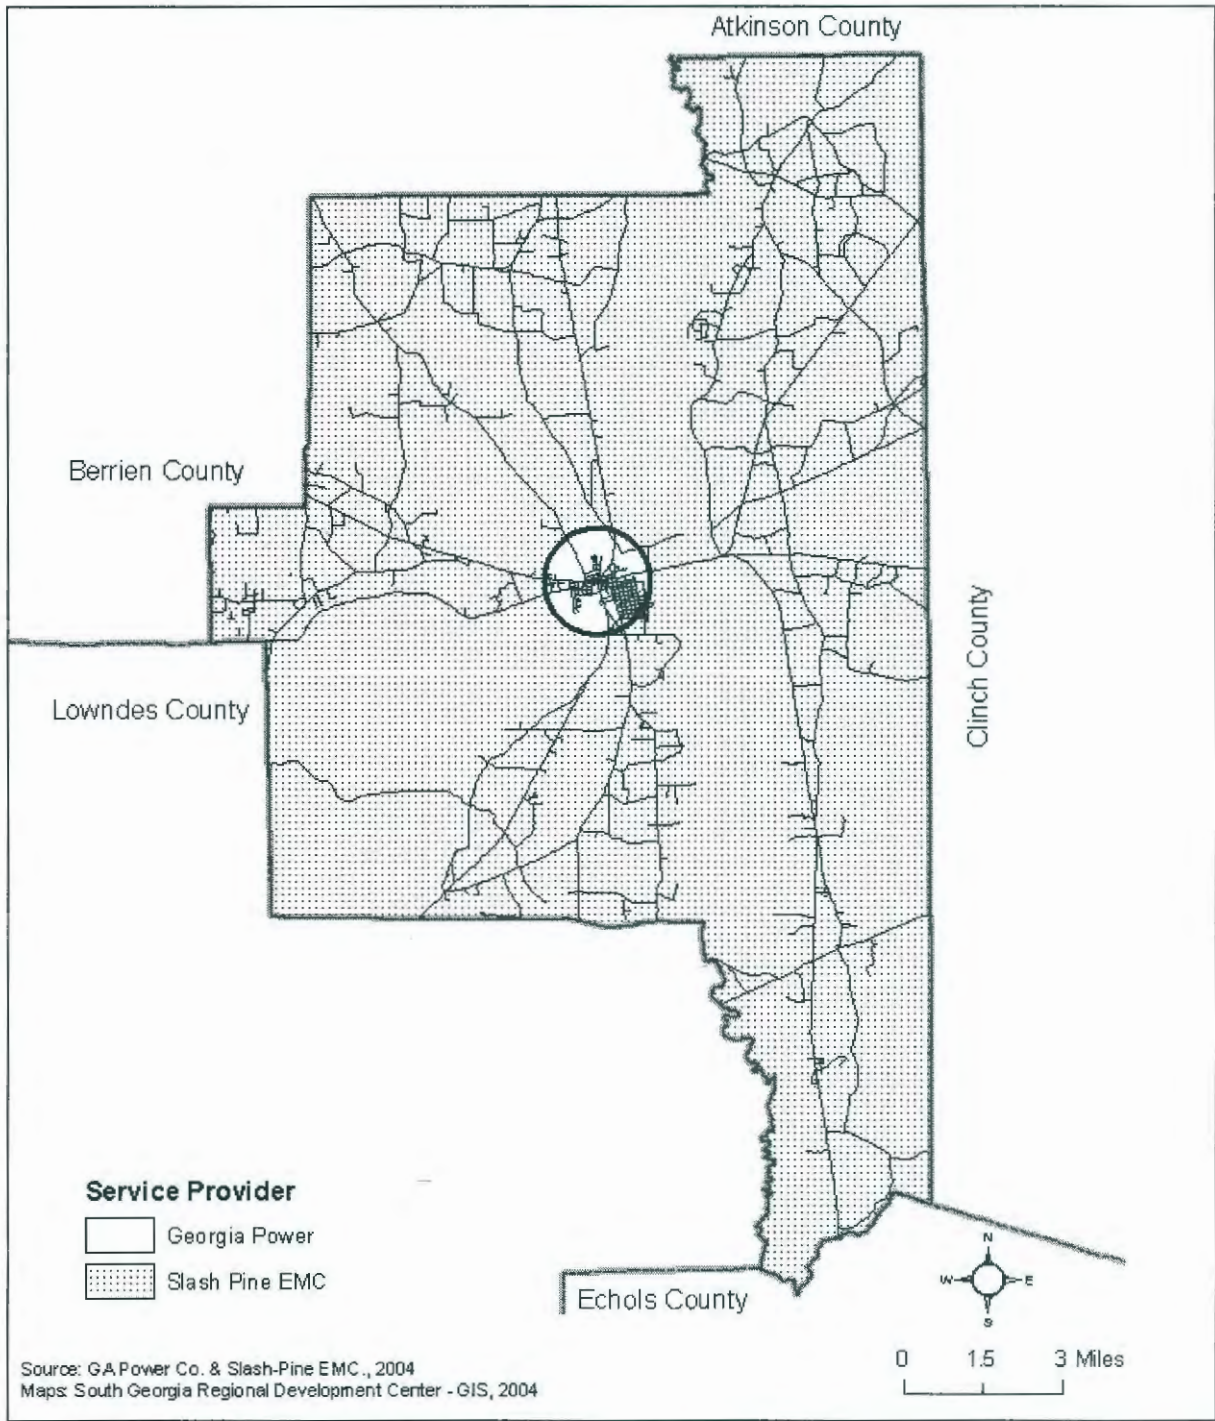 Atkinson County
Berrien County
Lowndes County
Clinch County
Service Provider
Georgia Power
Slash Pine EMC
Echols County
N
W E
S
0 1.5 3 Miles
Source: GA Power Co. & Slash-Pine EMC., 2004
Maps: South Georgia Regional Development Center - GIS, 2004